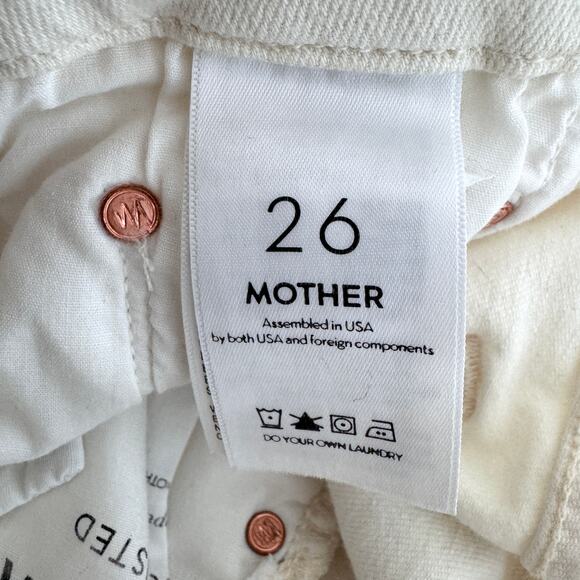 26
MOTHER
Assembled in USA
by both USA and foreign components
DO YOUR OWN LAUNDRY